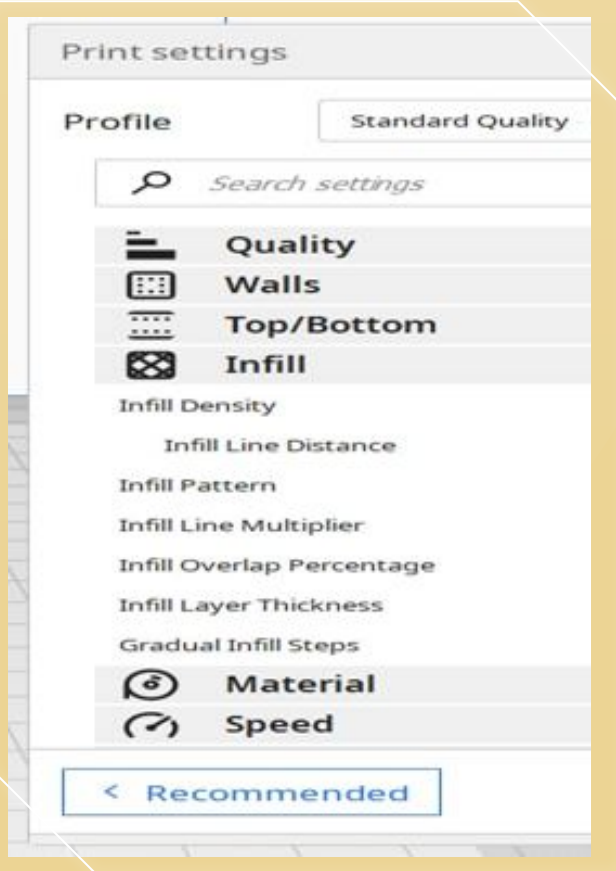 Print settings
Profile Standard Quality
Search settings
Quality
Walls
Top/Bottom
Infill
Infill Density
Infill Line Distance
Infill Pattern
Infill Line Multiplier
Infill Overlap Percentage
Infill Layer Thickness
Gradual Infill Steps
Material
Speed
< Recommended